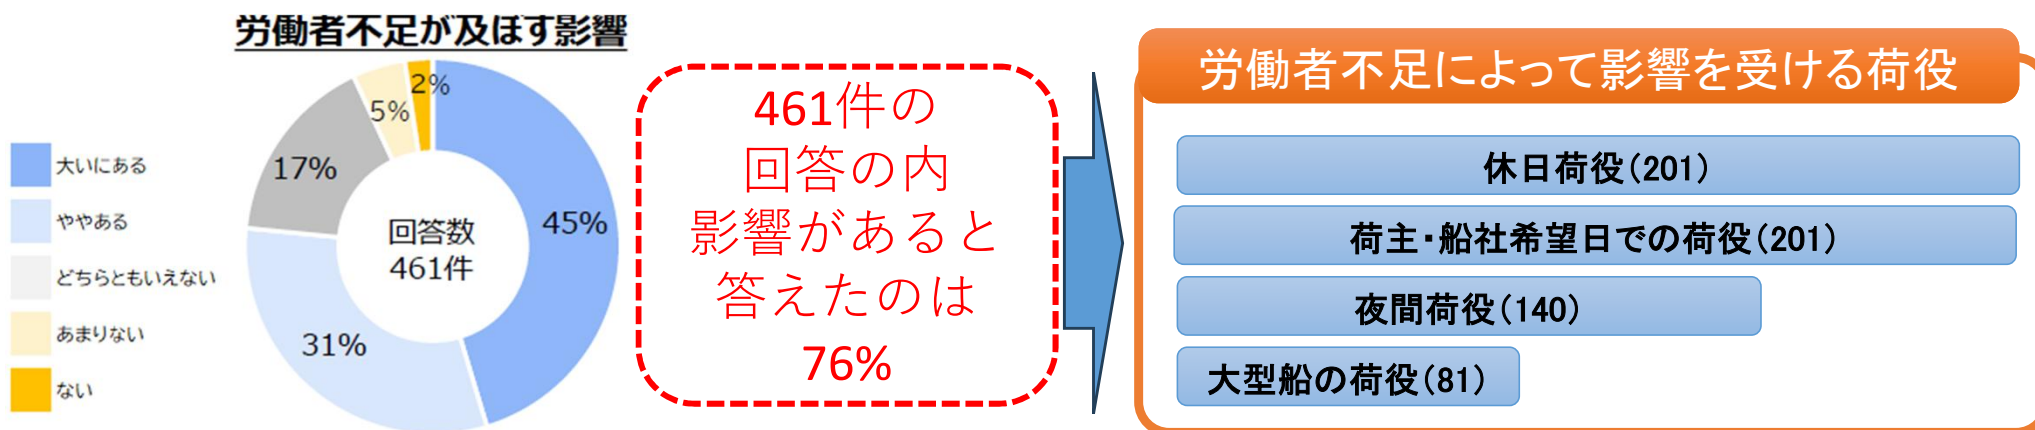 労働者不足が及ぼす影響
大いにある
ややある
どちらともいえない
あまりない
ない
2%
5%
17%
45%
31%
回答数
461件
461件の
回答の内
影響があると
答えたのは
76%
労働者不足によって影響を受ける荷役
休日荷役(201)
荷主・船社希望日での荷役(201)
夜間荷役(140)
大型船の荷役(81)